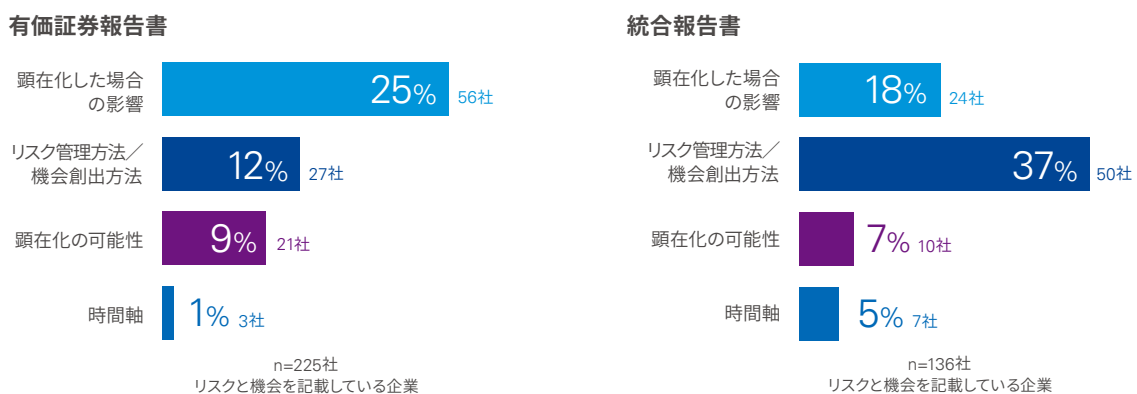 有価証券報告書
顕在化した場合
の影響
25% 56社
リスク管理方法／
機会創出方法
12% 27社
顕在化の可能性
9% 21社
時間軸
1% 3社
n=225社
リスクと機会を記載している企業
統合報告書
顕在化した場合
の影響
18% 24社
リスク管理方法／
機会創出方法
37% 50社
顕在化の可能性
7% 10社
時間軸
5% 7社
n=136社
リスクと機会を記載している企業